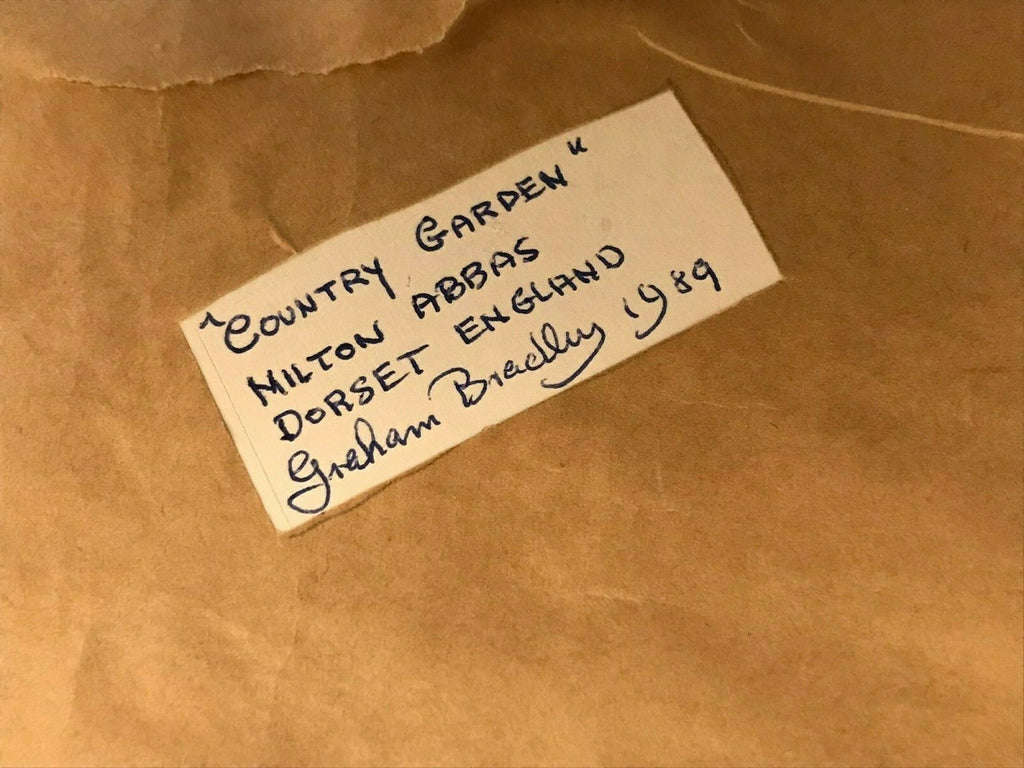 "COUNTRY GARDEN"
MILTON ABBAS
DORSET ENGLAND
Graham Bradley 1989